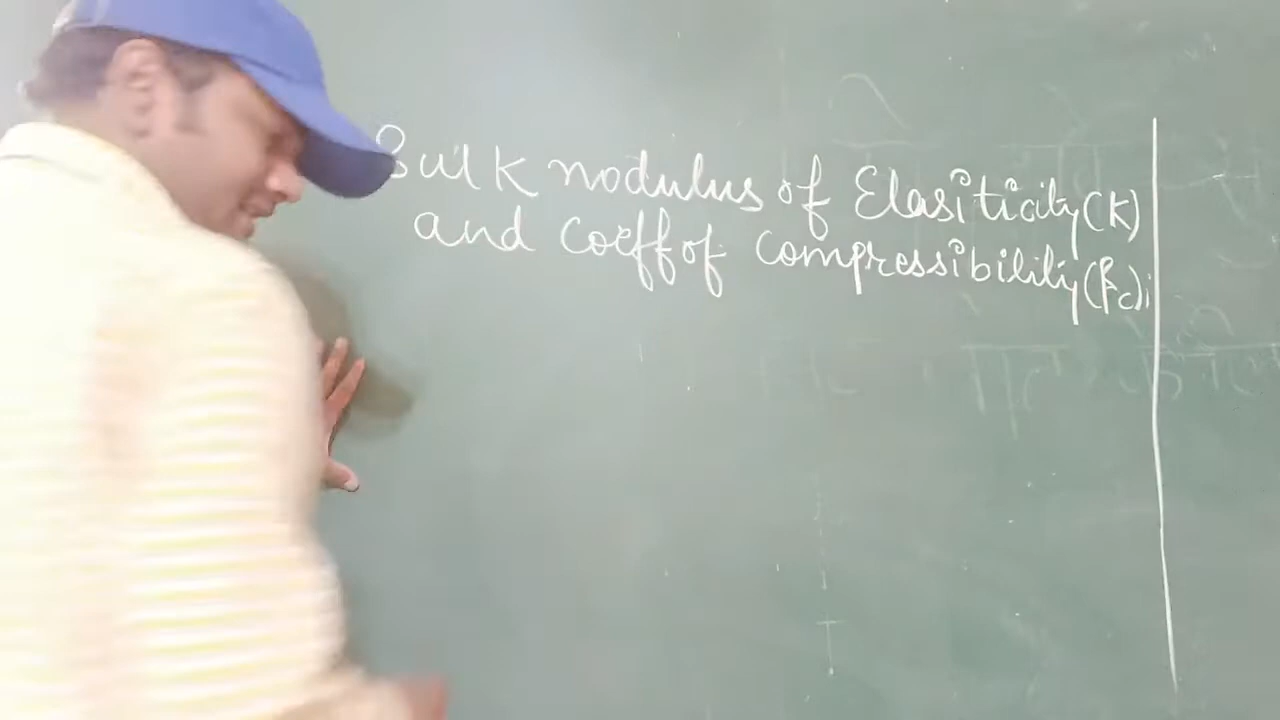 Bulk modulus of Elasiticity(K)
and coeff of compressibility(βc)i